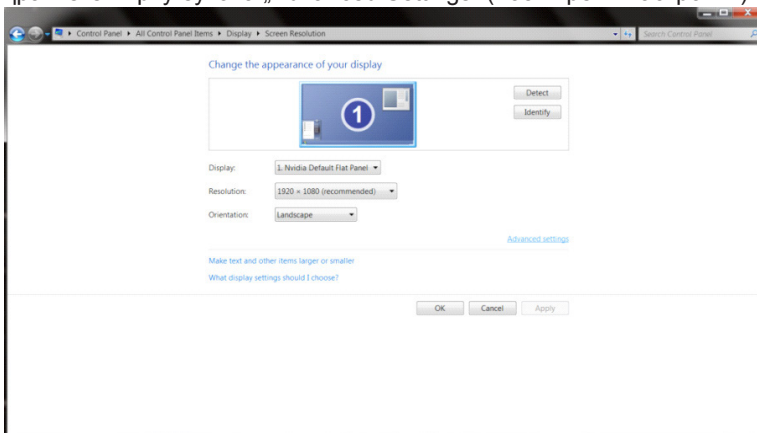 "Advanced Settings" (
Control Panel ▸ All Control Panel Items ▸ Display ▸ Screen Resolution
Search Control Panel
Change the appearance of your display
1
Detect
Identify
Display: 1. Nvidia Default Flat Panel
Resolution: 1920 × 1080 (recommended)
Orientation: Landscape
Advanced settings
Make text and other items larger or smaller
What display settings should I choose?
OK Cancel Apply